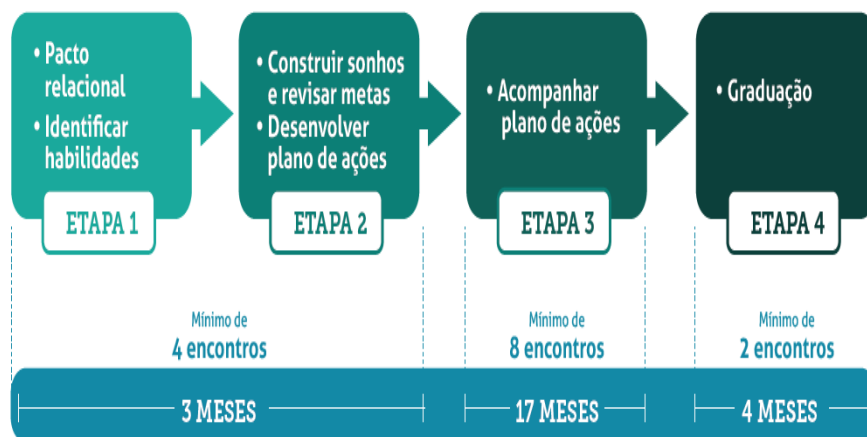 • Pacto
relacional
• Identificar
habilidades
ETAPA 1
• Construir sonhos
e revisar metas
• Desenvolver
plano de ações
ETAPA 2
• Acompanhar
plano de ações
ETAPA 3
• Graduação
ETAPA 4
Mínimo de
4 encontros
Mínimo de
8 encontros
Mínimo de
2 encontros
3 MESES
17 MESES
4 MESES